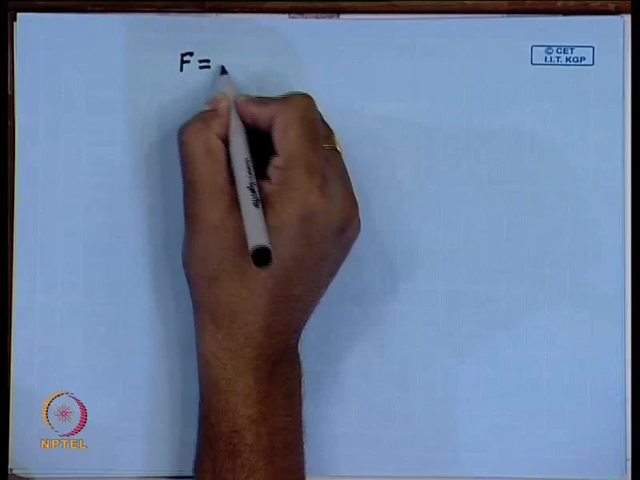 F =
© CET
I.I.T. KGP
NPTEL